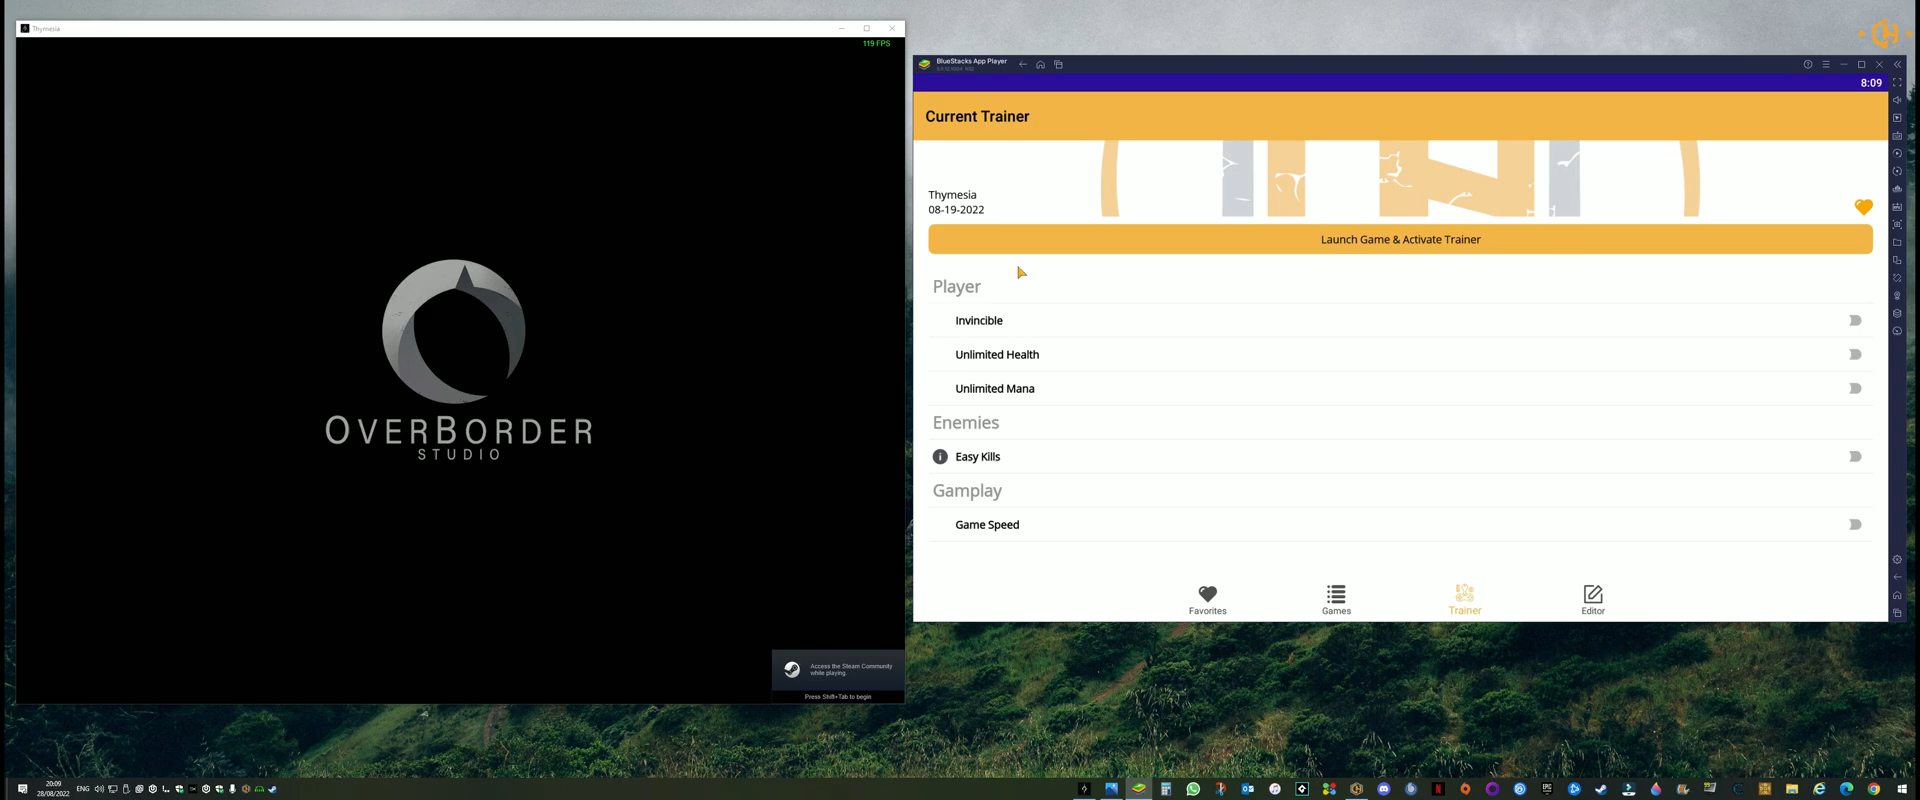 Thymesia
119 FPS
OVERBORDER
STUDIO
Access the Steam Community
while playing.
Press Shift+Tab to begin
BlueStacks App Player
8:09
Current Trainer
Thymesia
08-19-2022
Launch Game & Activate Trainer
Player
Invincible
Unlimited Health
Unlimited Mana
Enemies
Easy Kills
Gamplay
Game Speed
Favorites
Games
Trainer
Editor
20:09
28/08/2022
ENG